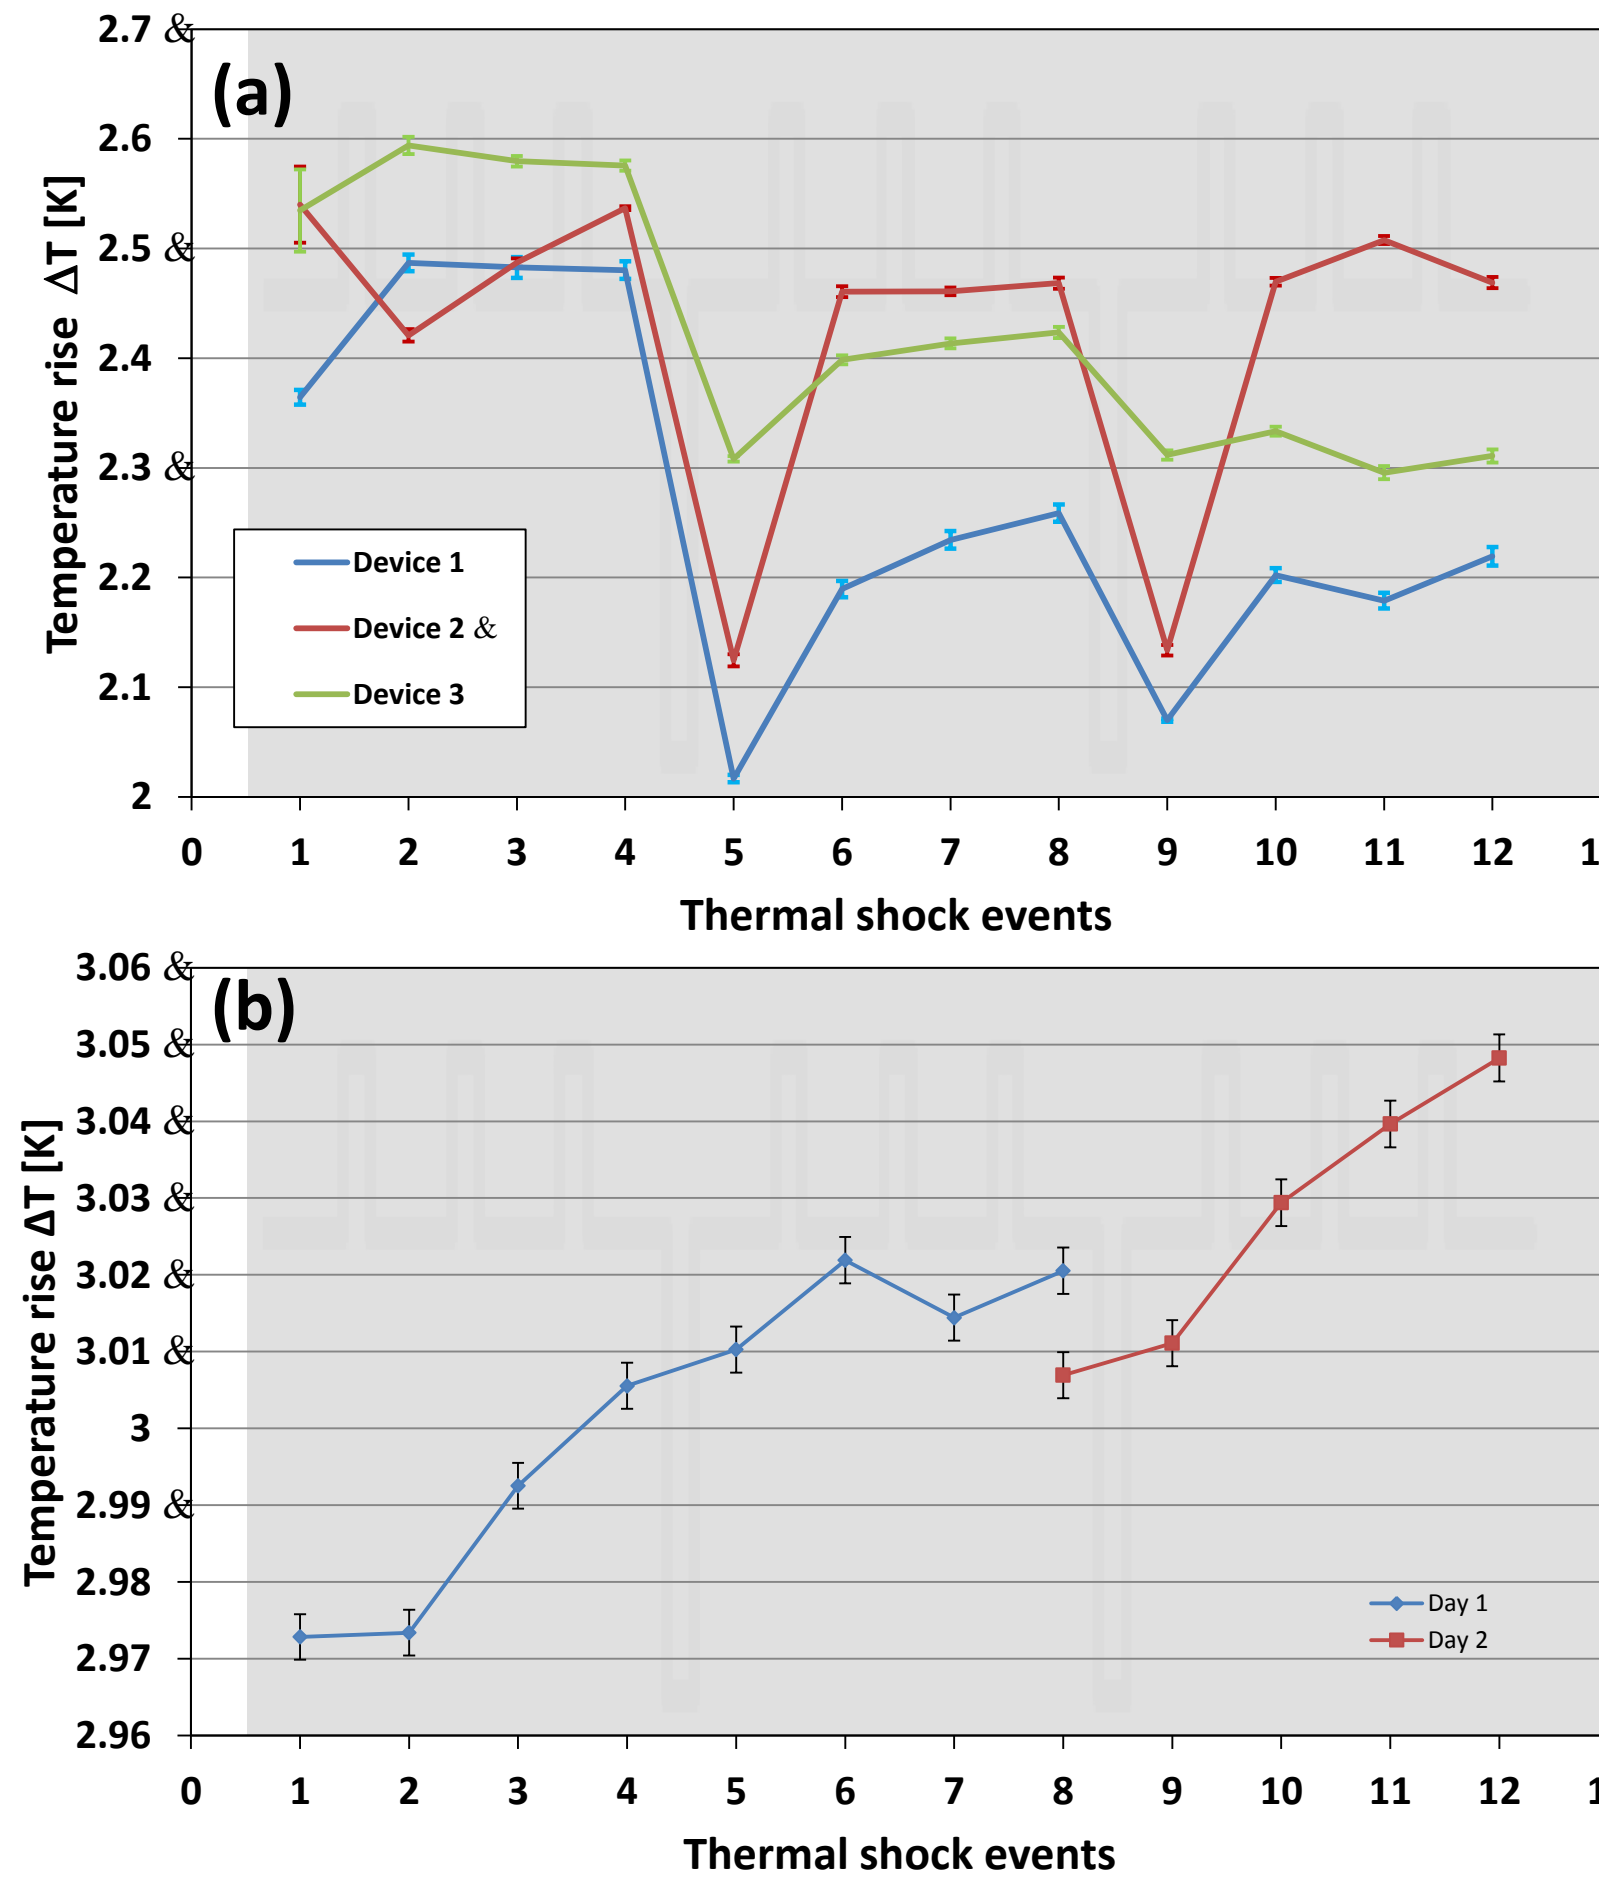 (a)
Temperature rise ΔT [K]
2.7 &
2.6
2.5 &
2.4
2.3 &
2.2
2.1
2
Device 1
Device 2 &
Device 3
0 1 2 3 4 5 6 7 8 9 10 11 12 1
Thermal shock events
(b)
Temperature rise ΔT [K]
3.06 &
3.05 &
3.04 &
3.03 &
3.02 &
3.01 &
3
2.99 &
2.98
2.97
2.96
Day 1
Day 2
0 1 2 3 4 5 6 7 8 9 10 11 12 1
Thermal shock events